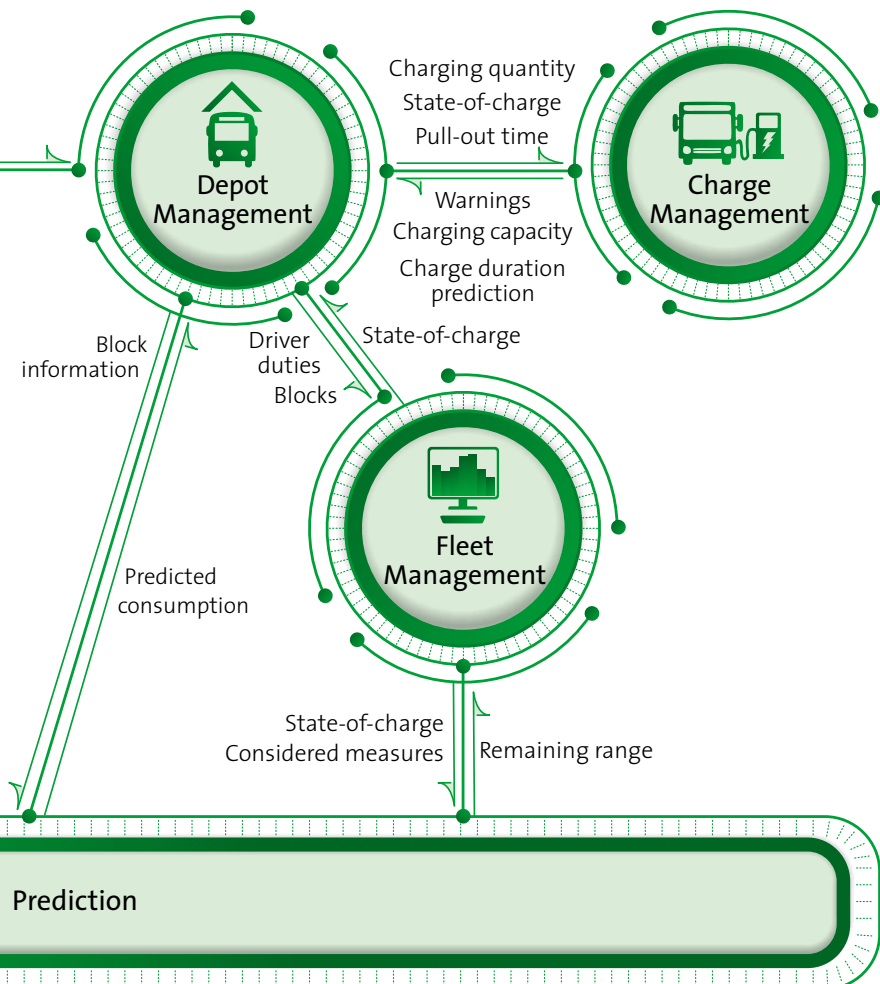 Depot
Management
Charging quantity
State-of-charge
Pull-out time
Warnings
Charging capacity
Charge duration
prediction
Charge
Management
Block
information
Driver
duties
Blocks
State-of-charge
Fleet
Management
Predicted
consumption
State-of-charge
Considered measures
Remaining range
Prediction